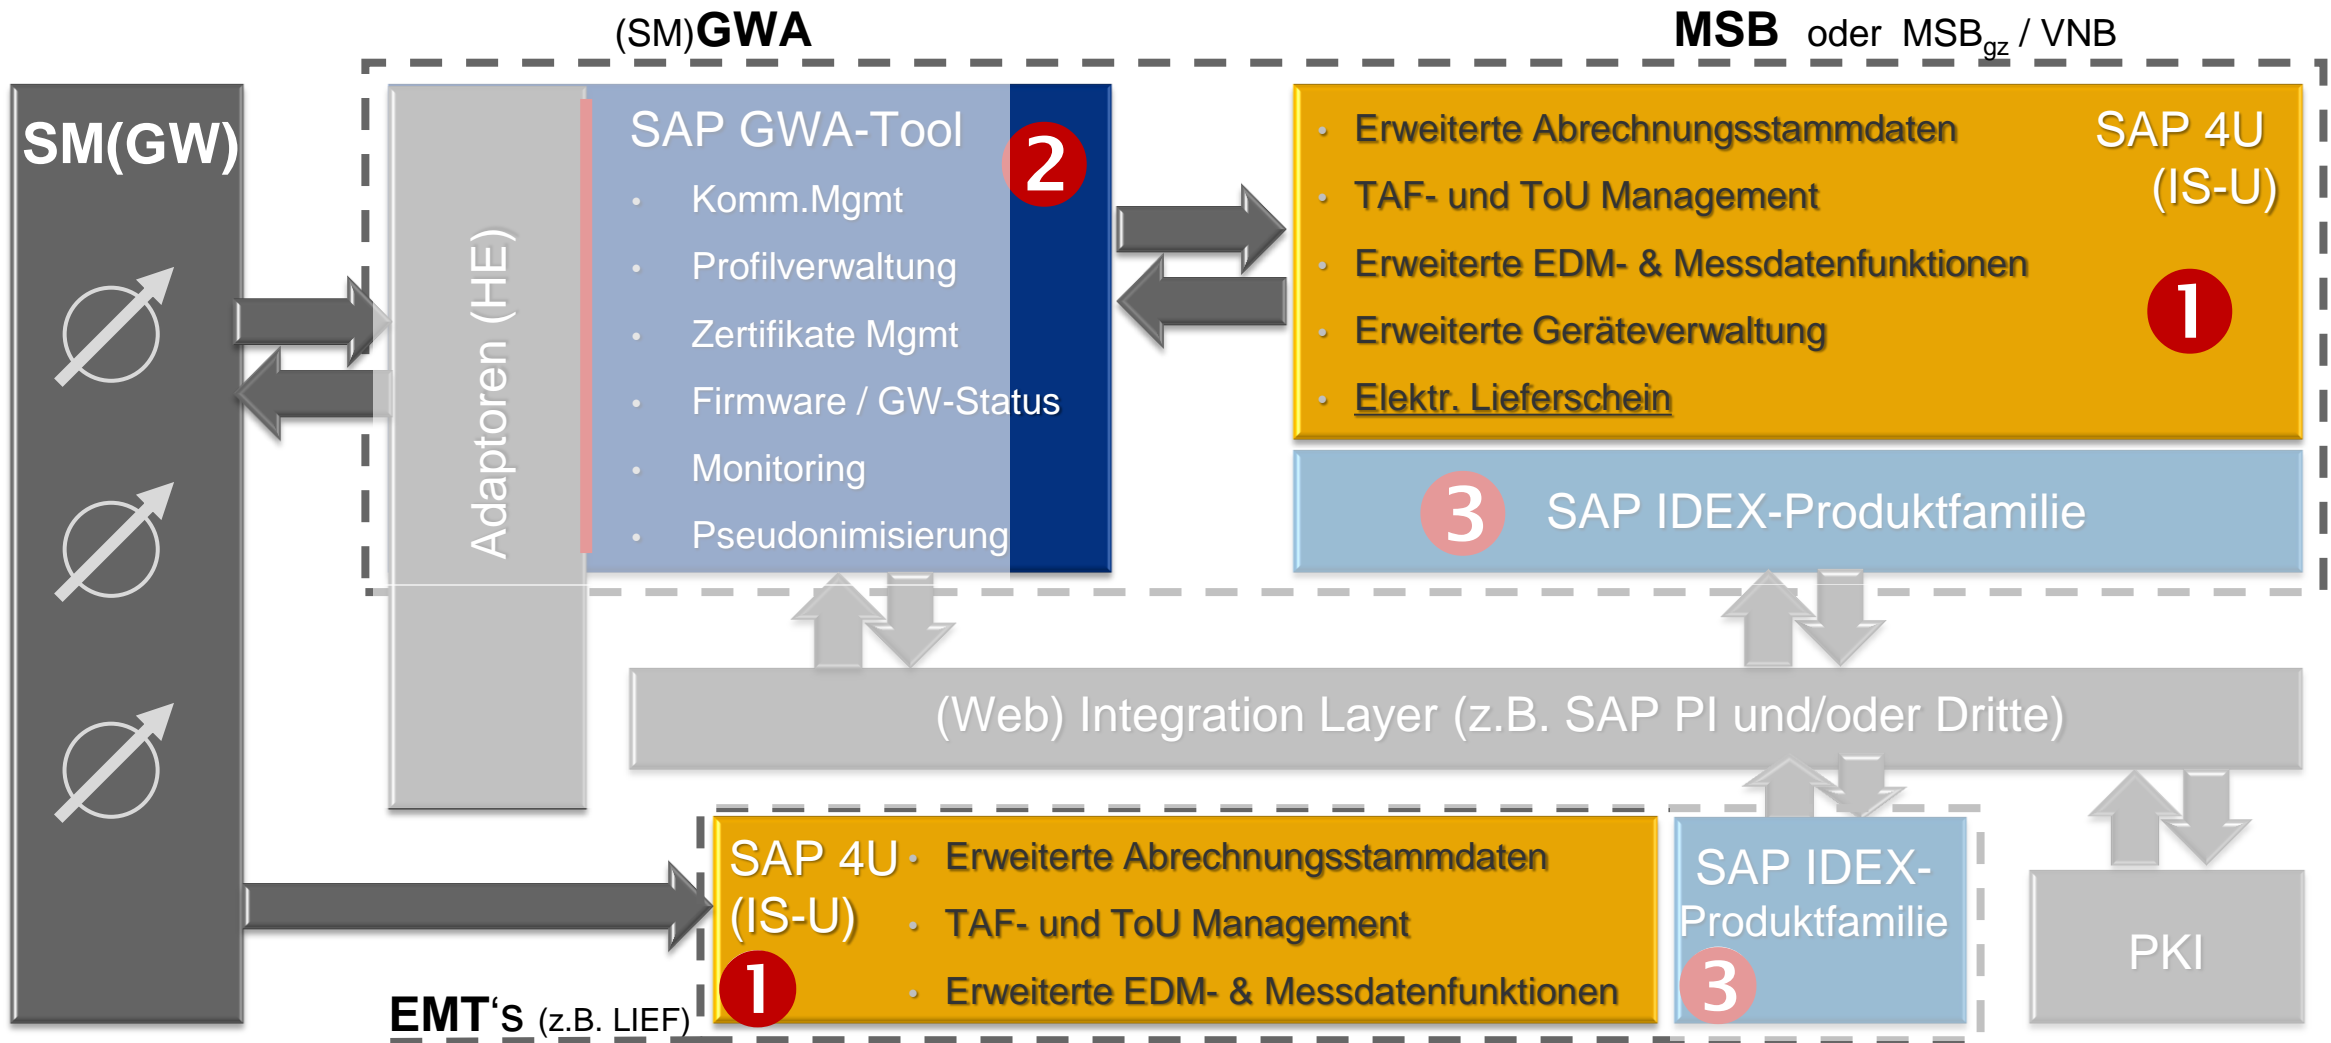 (SM)GWA
MSB oder MSBgz / VNB
SM(GW)
Adaptoren (HE)
SAP GWA-Tool
2
• Komm.Mgmt
• Profilverwaltung
• Zertifikate Mgmt
• Firmware / GW-Status
• Monitoring
• Pseudonimisierung
• Erweiterte Abrechnungsstammdaten
• TAF- und ToU Management
• Erweiterte EDM- & Messdatenfunktionen
• Erweiterte Geräteverwaltung
• Elektr. Lieferschein
SAP 4U
(IS-U)
1
3
SAP IDEX-Produktfamilie
(Web) Integration Layer (z.B. SAP PI und/oder Dritte)
SAP 4U
(IS-U)
1
• Erweiterte Abrechnungsstammdaten
• TAF- und ToU Management
• Erweiterte EDM- & Messdatenfunktionen
SAP IDEX-
Produktfamilie
3
PKI
EMT‘s (z.B. LIEF)